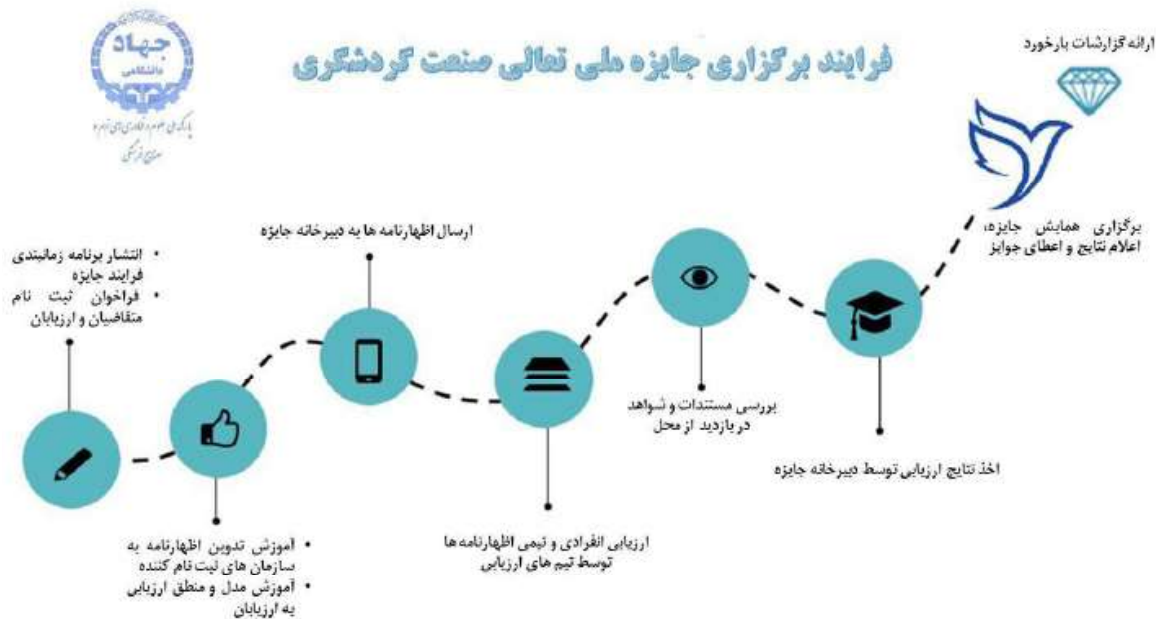 فرایند برگزاری جایزه ملی تعالی صنعت گردشگری
جهاد
دانشگاهی
ارائه گزارشات بازخورد
برگزاری همایش جایزه،
اعلام نتایج و اعطای جوایز
• انتشار برنامه زمانبندی
فرایند جایزه
• فراخوان ثبت نام
متقاضیان و ارزیابان
• آموزش تدوین اظهارنامه به
سازمان های ثبت نام کننده
• آموزش مدل و منطق ارزیابی
به ارزیابان
ارسال اظهارنامه ها به دبیرخانه جایزه
ارزیابی انفرادی و تیمی اظهارنامه ها
توسط تیم های ارزیابی
بررسی مستندات و شواهد
در بازدید از محل
اخذ نتایج ارزیابی توسط دبیرخانه جایزه